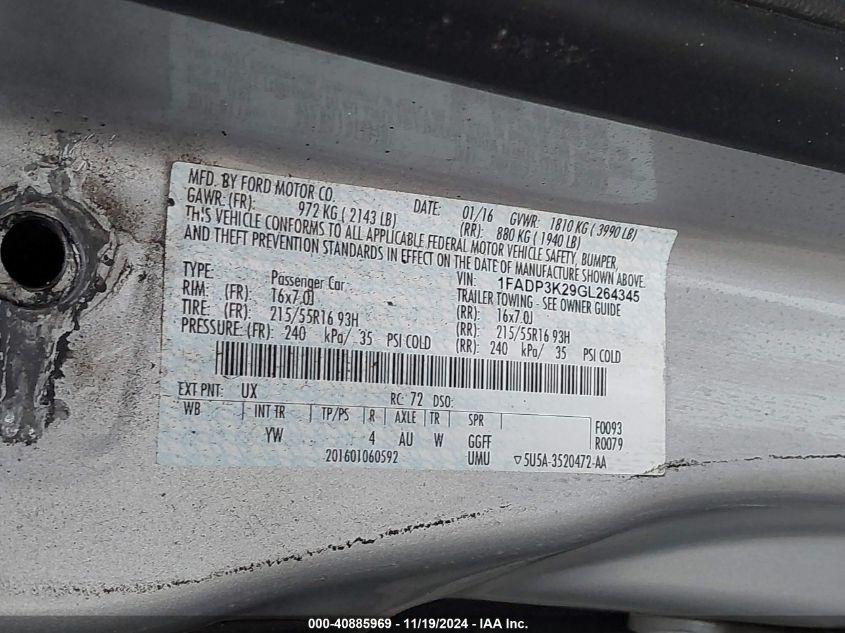 MFD. BY FORD MOTOR CO. DATE: 01/16 GVWR: 1810 KG ( 3990 LB)
GAWR: (FR): 972 KG ( 2143 LB) (RR): 880 KG ( 1940 LB)
THIS VEHICLE CONFORMS TO ALL APPLICABLE FEDERAL MOTOR VEHICLE SAFETY, BUMPER,
AND THEFT PREVENTION STANDARDS IN EFFECT ON THE DATE OF MANUFACTURE SHOWN ABOVE.
VIN: 1FADP3K29GL264345
TYPE: Passenger Car TRAILER TOWING - SEE OWNER GUIDE
RIM: (FR) 16x7.0J (RR): 16x7.0J
TIRE: (FR) 215/55R16 93H (RR): 215/55R16 93H
PRESSURE: (FR) 240 kPa/ 35 PSI COLD (RR): 240 kPa/ 35 PSI COLD
EXT PNT: UX RC: 72 DSO:
WB INT TR TP/PS R AXLE TR SPR F0093
YW 4 AU W GGFF R0079
201601060592 UMU ▽5U5A-3520472-AA
000-40885969 - 11/19/2024 - IAA Inc.